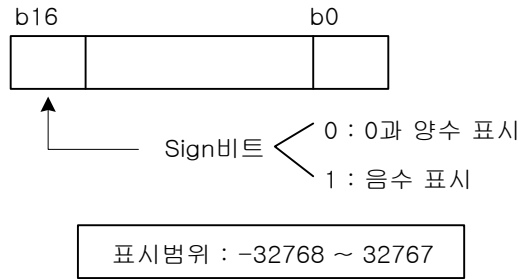 b16 b0
0 : 0과 양수 표시
Sign비트
1 : 음수 표시
표시범위 : -32768 ~ 32767